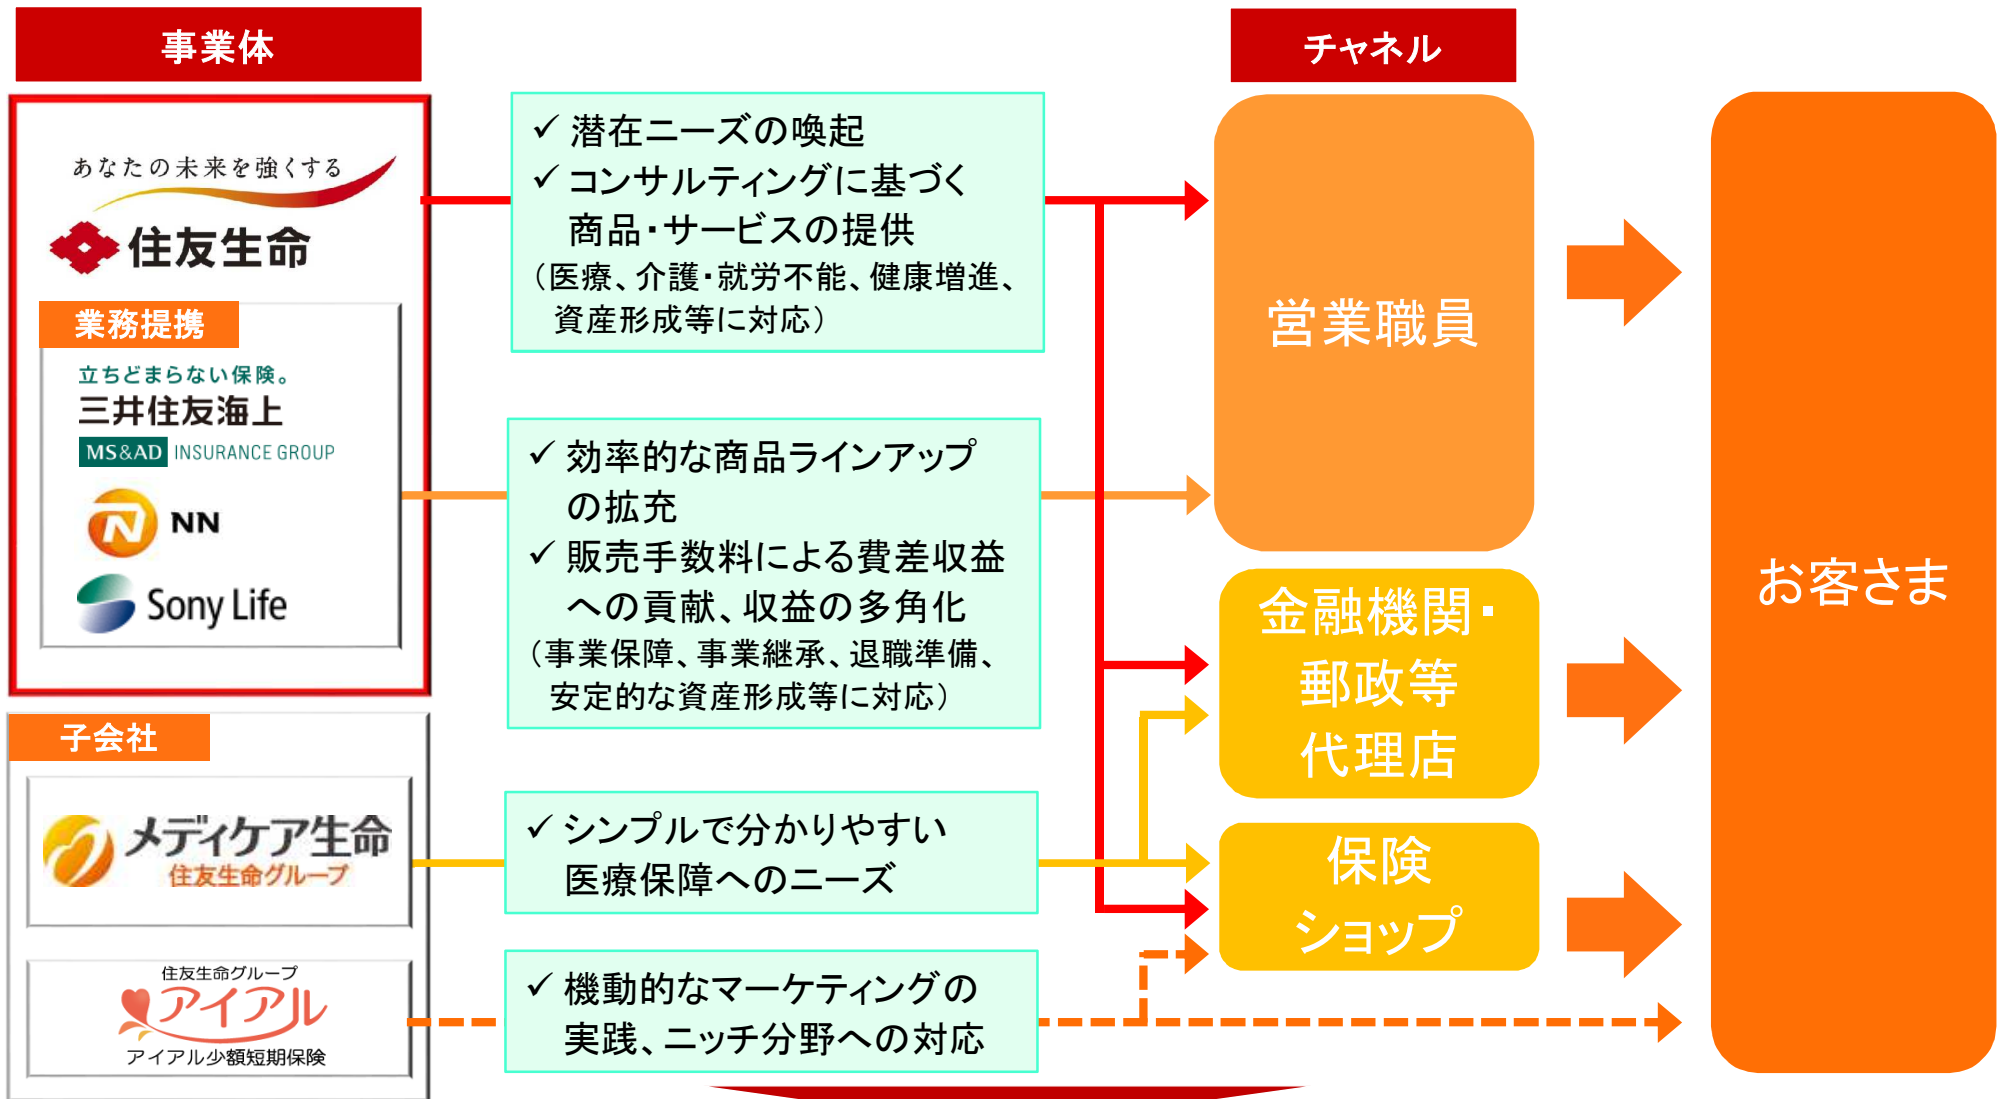 事業体
チャネル
あなたの未来を強くする
住友生命
業務提携
立ちどまらない保険。
三井住友海上
MS&AD INSURANCE GROUP
NN
Sony Life
子会社
メディケア生命
住友生命グループ
住友生命グループ
アイアル
アイアル少額短期保険
✓ 潜在ニーズの喚起
✓ コンサルティングに基づく
商品・サービスの提供
（医療、介護・就労不能、健康増進、
資産形成等に対応）
✓ 効率的な商品ラインアップ
の拡充
✓ 販売手数料による費差収益
への貢献、収益の多角化
（事業保障、事業継承、退職準備、
安定的な資産形成等に対応）
✓ シンプルで分かりやすい
医療保障へのニーズ
✓ 機動的なマーケティングの
実践、ニッチ分野への対応
営業職員
金融機関・
郵政等
代理店
保険
ショップ
お客さま